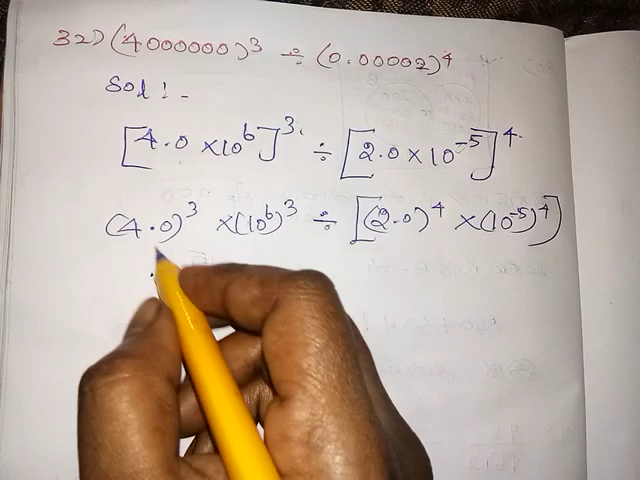 32) (4000000)³ ÷ (0.00002)⁴
Sol:-
[4.0 ×10⁶]³ ÷ [2.0 × 10⁻⁵]⁴
(4.0)³ ×(10⁶)³ ÷ [(2.0)⁴ ×(10⁻⁵)⁴]